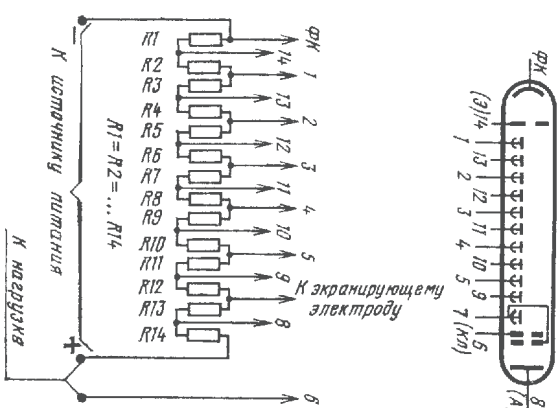 ФК
R1
14
R2
1
R3
13
R4
2
R5
12
R6
3
R7
11
R8
4
R9
10
R10
5
R11
9
R12
К экранирующему
электроду
R13
8
R14
6
R1=R2=...R14
–
К источнику питания
+
К нагрузке
ФК
(Э)14
1
13
2
12
3
11
4
10
5
9
7(КЛ)
6
8
(А